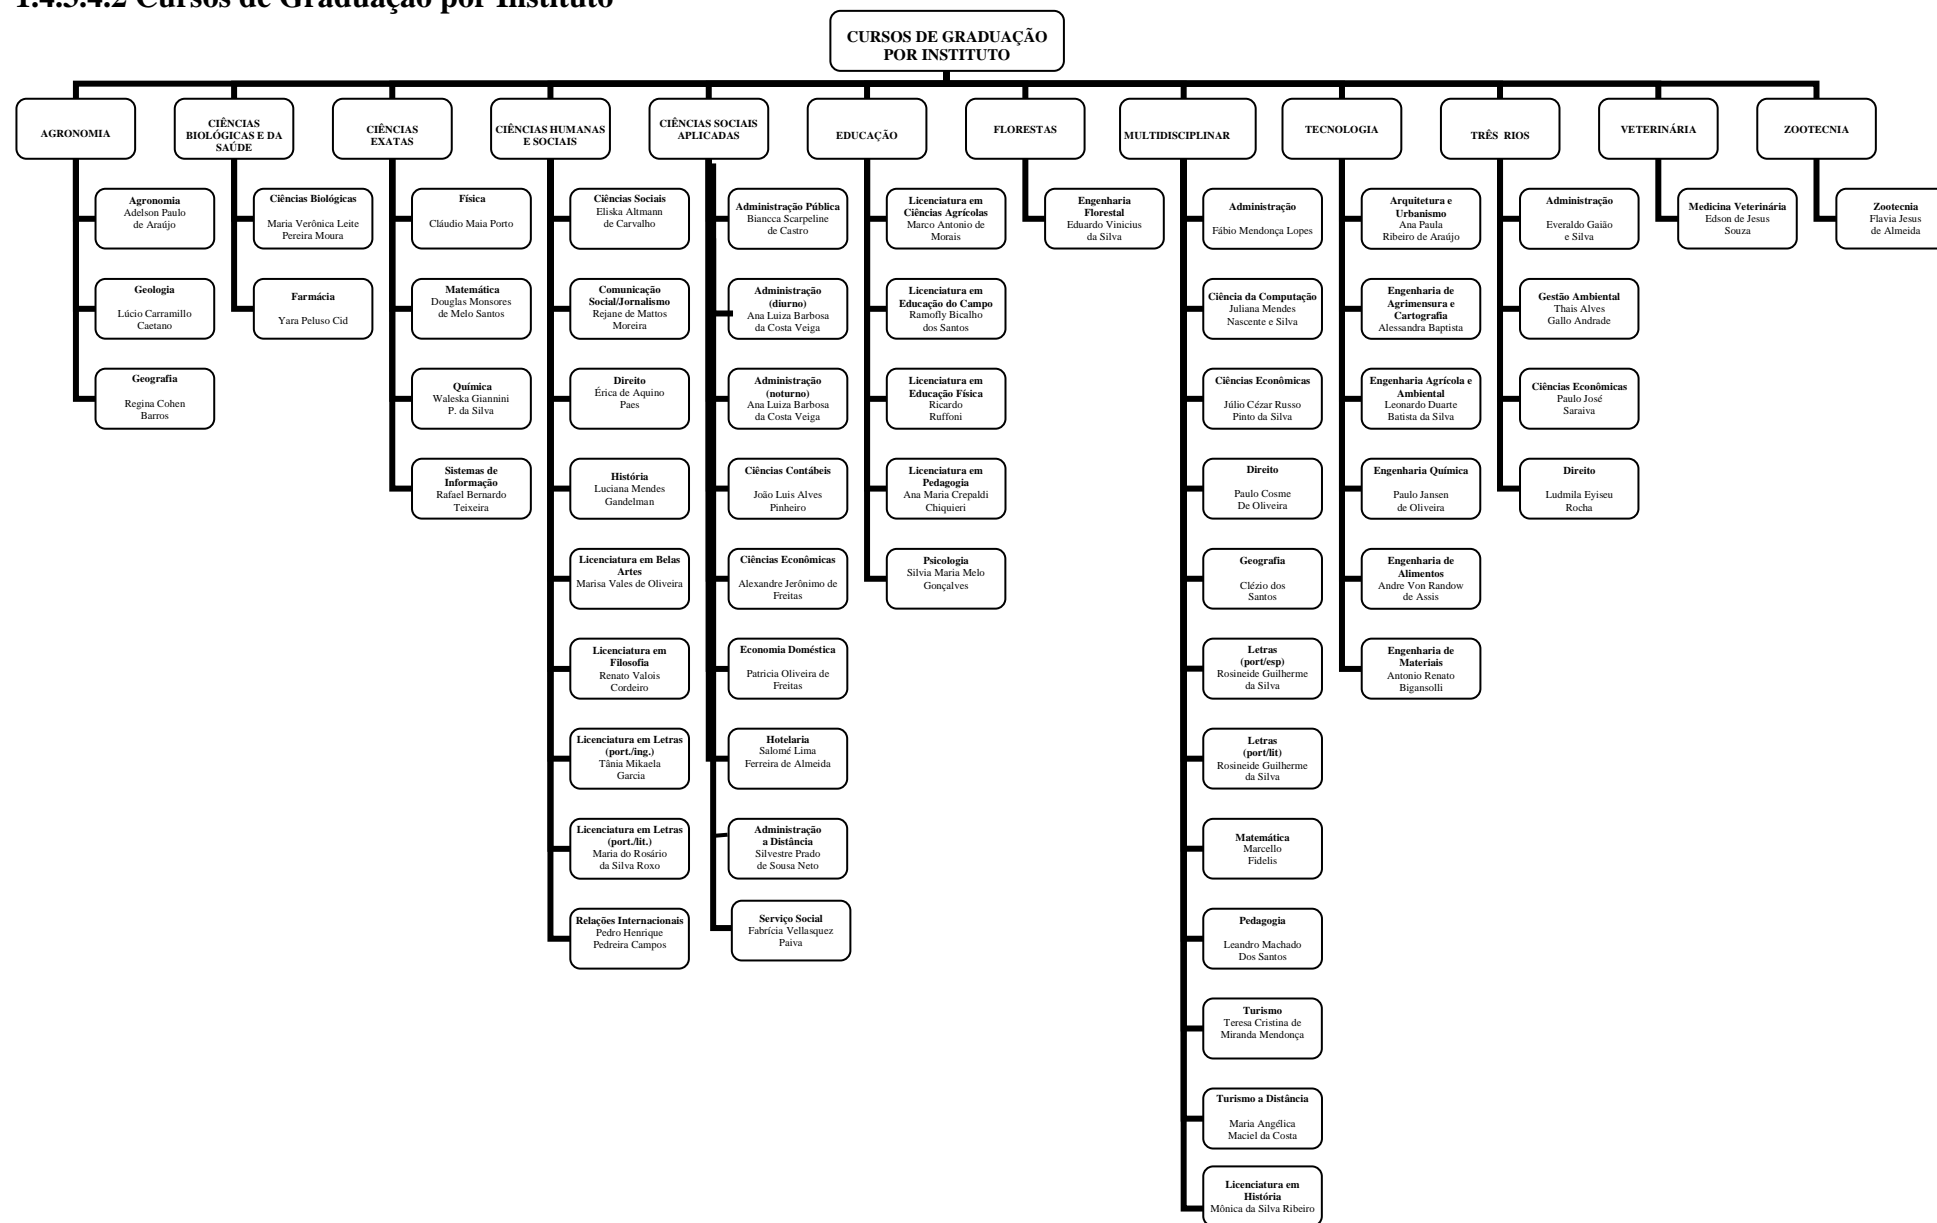 1.4.3.4.2 Cursos de Graduação por Instituto
CURSOS DE GRADUAÇÃO
POR INSTITUTO
AGRONOMIA
CIÊNCIAS
BIOLÓGICAS E DA
SAÚDE
CIÊNCIAS
EXATAS
CIÊNCIAS HUMANAS
E SOCIAIS
CIÊNCIAS SOCIAIS
APLICADAS
EDUCAÇÃO
FLORESTAS
MULTIDISCIPLINAR
TECNOLOGIA
TRÊS RIOS
VETERINÁRIA
ZOOTECNIA
Agronomia
Adelson Paulo
de Araújo
Geologia
Lúcio Carramillo
Caetano
Geografia
Regina Cohen
Barros
Ciências Biológicas
Maria Verônica Leite
Pereira Moura
Farmácia
Yara Peluso Cid
Física
Cláudio Maia Porto
Matemática
Douglas Monsores
de Melo Santos
Química
Waleska Giannini
P. da Silva
Sistemas de
Informação
Rafael Bernardo
Teixeira
Ciências Sociais
Eliska Altmann
de Carvalho
Comunicação
Social/Jornalismo
Rejane de Mattos
Moreira
Direito
Érica de Aquino
Paes
História
Luciana Mendes
Gandelman
Licenciatura em Belas
Artes
Marisa Vales de Oliveira
Licenciatura em
Filosofia
Renato Valois
Cordeiro
Licenciatura em Letras
(port./ing.)
Tânia Mikaela
Garcia
Licenciatura em Letras
(port./lit.)
Maria do Rosário
da Silva Roxo
Relações Internacionais
Pedro Henrique
Pedreira Campos
Administração Pública
Biancca Scarpeline
de Castro
Administração
(diurno)
Ana Luiza Barbosa
da Costa Veiga
Administração
(noturno)
Ana Luiza Barbosa
da Costa Veiga
Ciências Contábeis
João Luis Alves
Pinheiro
Ciências Econômicas
Alexandre Jerônimo de
Freitas
Economia Doméstica
Patricia Oliveira de
Freitas
Hotelaria
Salomé Lima
Ferreira de Almeida
Administração
a Distância
Silvestre Prado
de Sousa Neto
Serviço Social
Fabrícia Vellasquez
Paiva
Licenciatura em
Ciências Agrícolas
Marco Antonio de
Morais
Licenciatura em
Educação do Campo
Ramofly Bicalho
dos Santos
Licenciatura em
Educação Física
Ricardo
Ruffoni
Licenciatura em
Pedagogia
Ana Maria Crepaldi
Chiquieri
Psicologia
Silvia Maria Melo
Gonçalves
Engenharia
Florestal
Eduardo Vinicius
da Silva
Administração
Fábio Mendonça Lopes
Ciência da Computação
Juliana Mendes
Nascente e Silva
Ciências Econômicas
Júlio Cézar Russo
Pinto da Silva
Direito
Paulo Cosme
De Oliveira
Geografia
Clézio dos
Santos
Letras
(port/esp)
Rosineide Guilherme
da Silva
Letras
(port/lit)
Rosineide Guilherme
da Silva
Matemática
Marcello
Fidelis
Pedagogia
Leandro Machado
Dos Santos
Turismo
Teresa Cristina de
Miranda Mendonça
Turismo a Distância
Maria Angélica
Maciel da Costa
Licenciatura em
História
Mônica da Silva Ribeiro
Arquitetura e
Urbanismo
Ana Paula
Ribeiro de Araújo
Engenharia de
Agrimensura e
Cartografia
Alessandra Baptista
Engenharia Agrícola e
Ambiental
Leonardo Duarte
Batista da Silva
Engenharia Química
Paulo Jansen
de Oliveira
Engenharia de
Alimentos
Andre Von Randow
de Assis
Engenharia de
Materiais
Antonio Renato
Bigansolli
Administração
Everaldo Gaião
e Silva
Gestão Ambiental
Thais Alves
Gallo Andrade
Ciências Econômicas
Paulo José
Saraiva
Direito
Ludmila Eyiseu
Rocha
Medicina Veterinária
Edson de Jesus
Souza
Zootecnia
Flavia Jesus
de Almeida